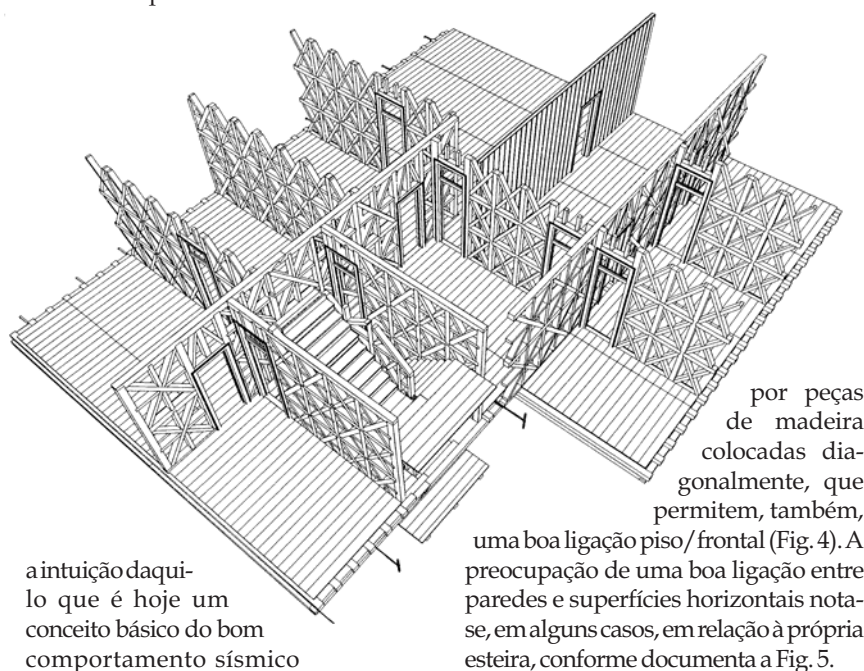 a intuição daqui-
lo que é hoje um
conceito básico do bom
comportamento sísmico
por peças
de madeira
colocadas dia-
gonalmente, que
permitem, também,
uma boa ligação piso/frontal (Fig. 4). A
preocupação de uma boa ligação entre
paredes e superfícies horizontais nota-
se, em alguns casos, em relação à própria
esteira, conforme documenta a Fig. 5.